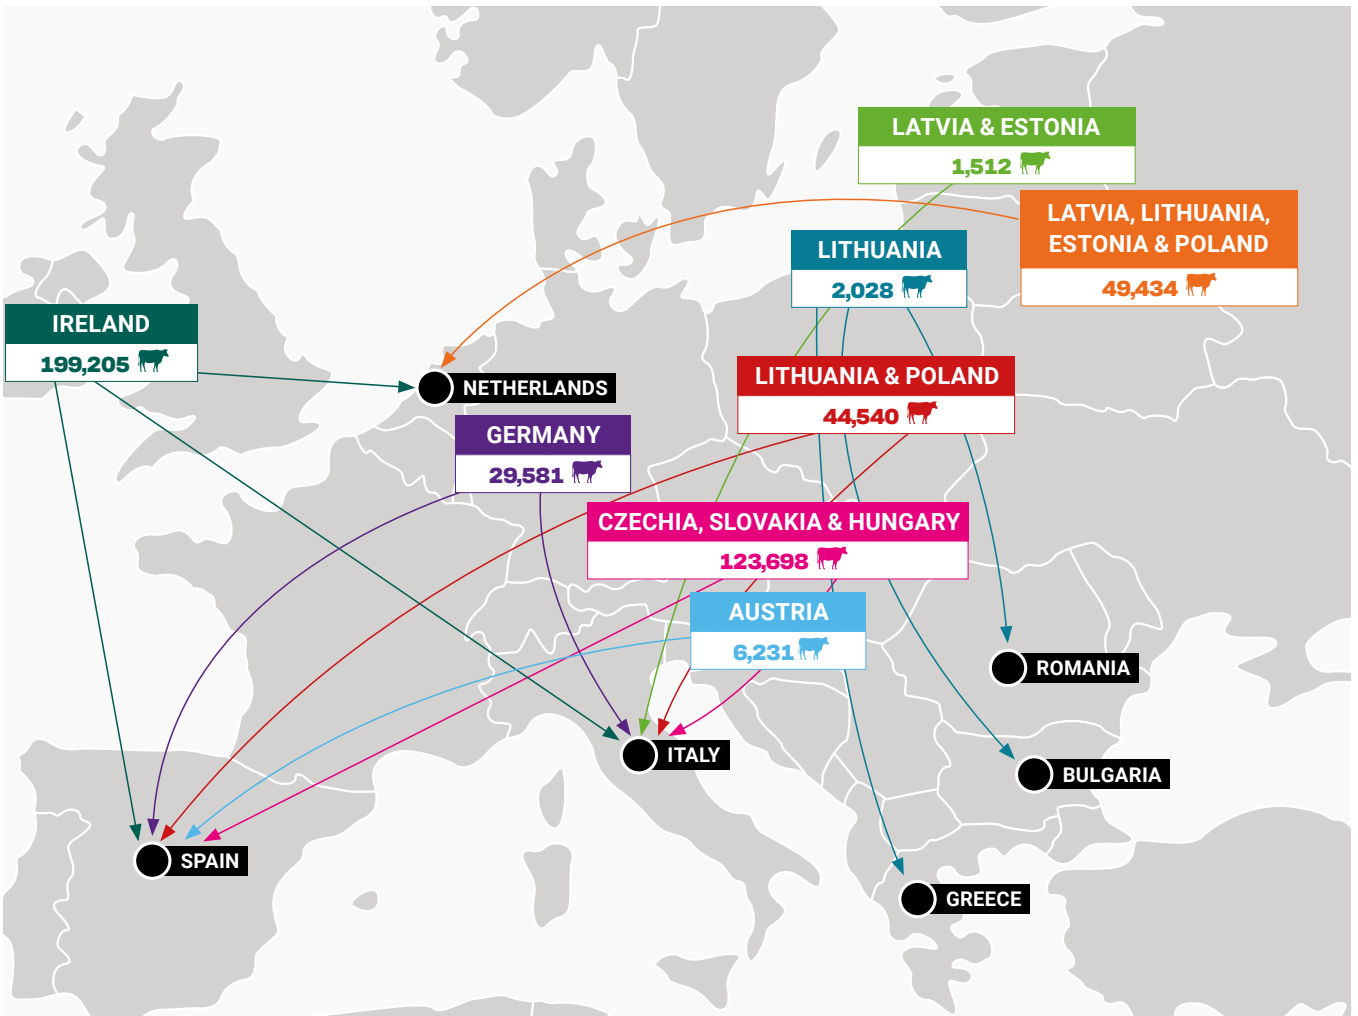 LATVIA & ESTONIA
1,512
LATVIA, LITHUANIA,
ESTONIA & POLAND
49,434
LITHUANIA
2,028
IRELAND
199,205
NETHERLANDS
LITHUANIA & POLAND
44,540
GERMANY
29,581
CZECHIA, SLOVAKIA & HUNGARY
123,698
AUSTRIA
6,231
ROMANIA
ITALY
BULGARIA
SPAIN
GREECE